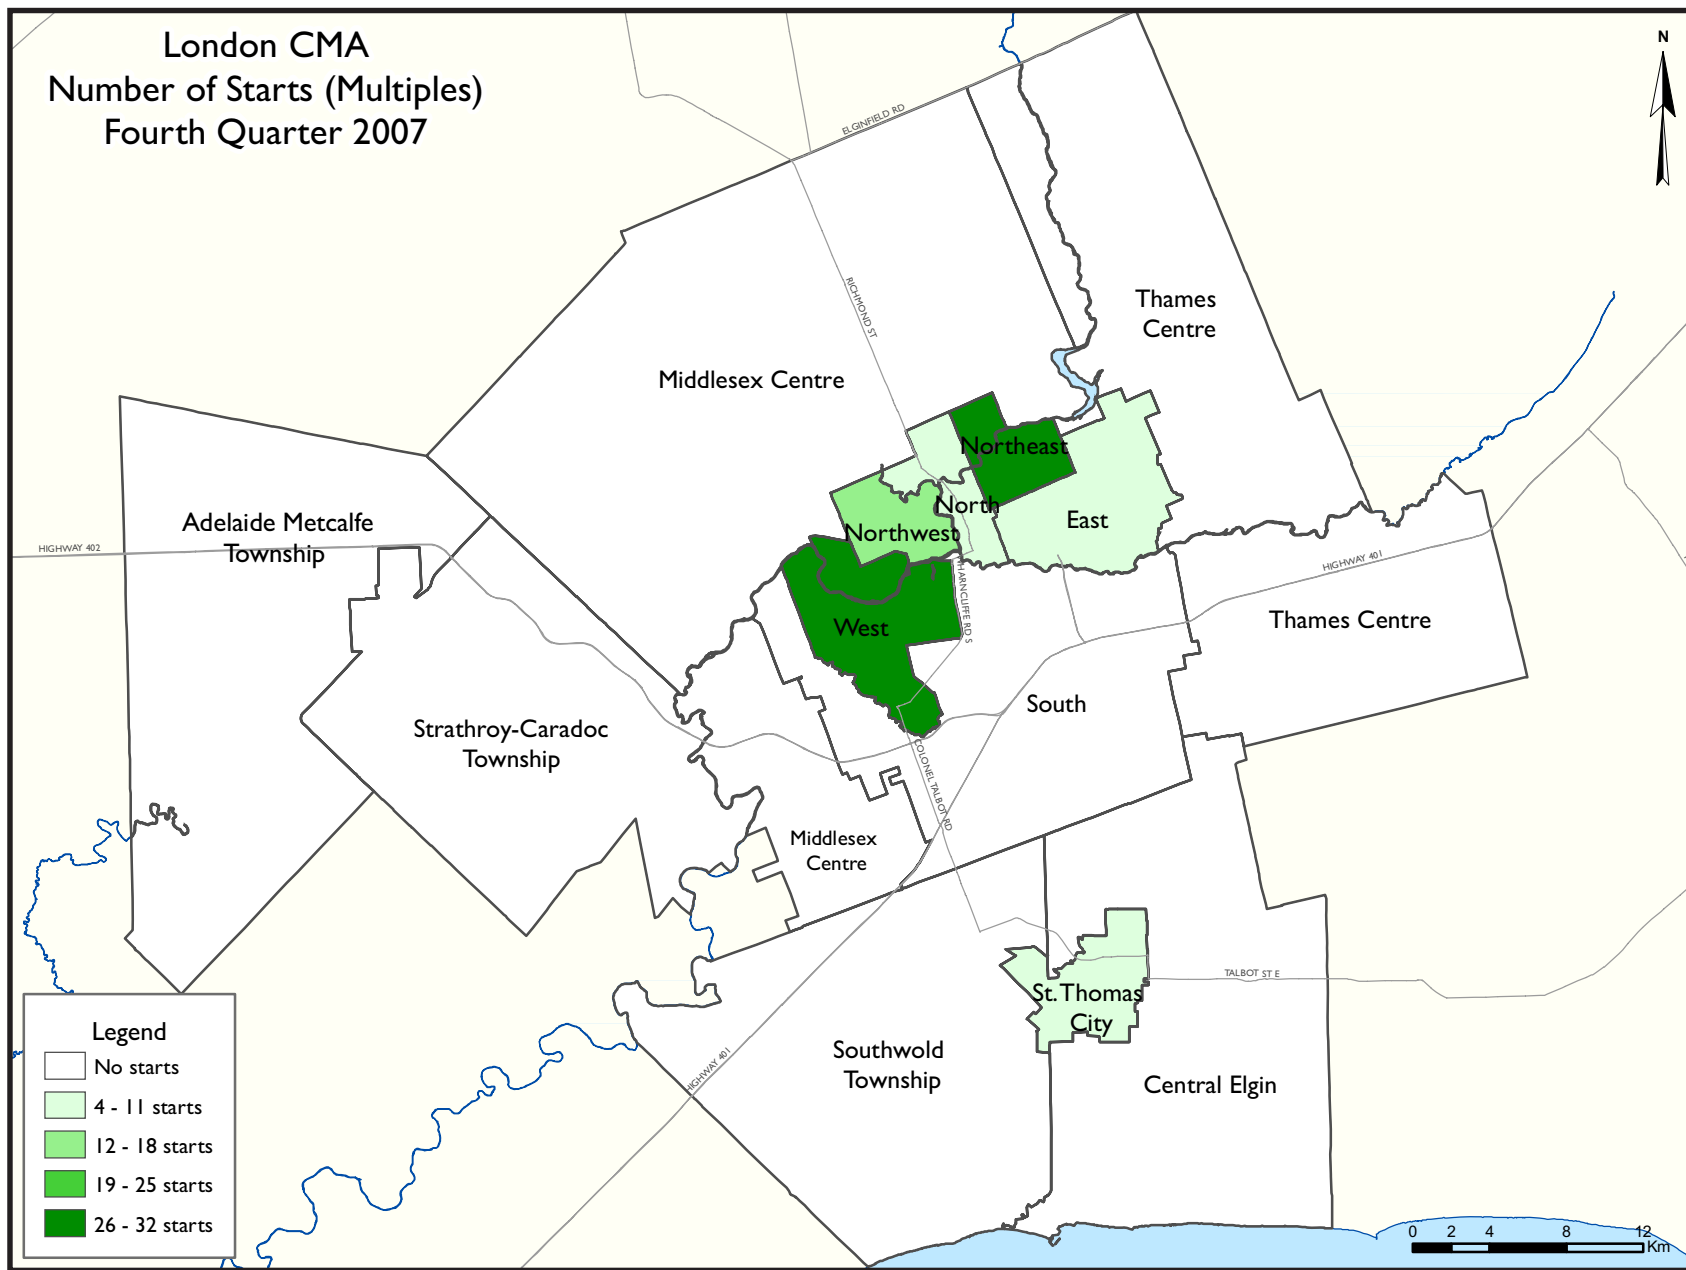 London CMA
Number of Starts (Multiples)
Fourth Quarter 2007
N
ELGINFIELD RD
RICHMOND ST
Thames
Centre
Middlesex Centre
Northeast
North
East
Northwest
Adelaide Metcalfe
Township
HIGHWAY 402
HIGHWAY 401
WHARNCLIFFE RD S
Thames Centre
West
South
Strathroy-Caradoc
Township
COLONEL TALBOT RD
Middlesex
Centre
TALBOT ST E
St. Thomas
City
Southwold
Township
HIGHWAY 401
Central Elgin
Legend
No starts
4 - 11 starts
12 - 18 starts
19 - 25 starts
26 - 32 starts
0 2 4 8 12
Km